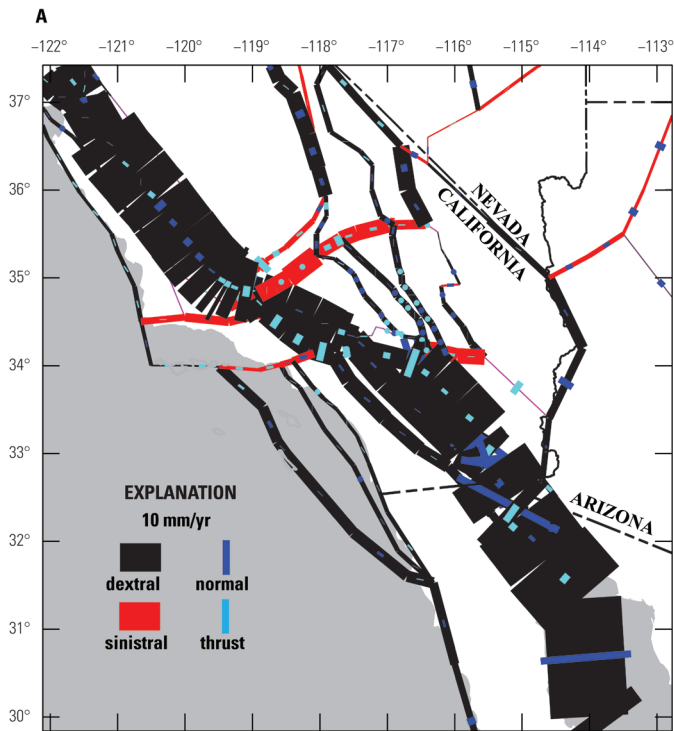 A
−122° −121° −120° −119° −118° −117° −116° −115° −114° −113°
37°
36°
35°
34°
33°
32°
31°
30°
NEVADA
CALIFORNIA
ARIZONA
EXPLANATION
10 mm/yr
dextral normal
sinistral thrust